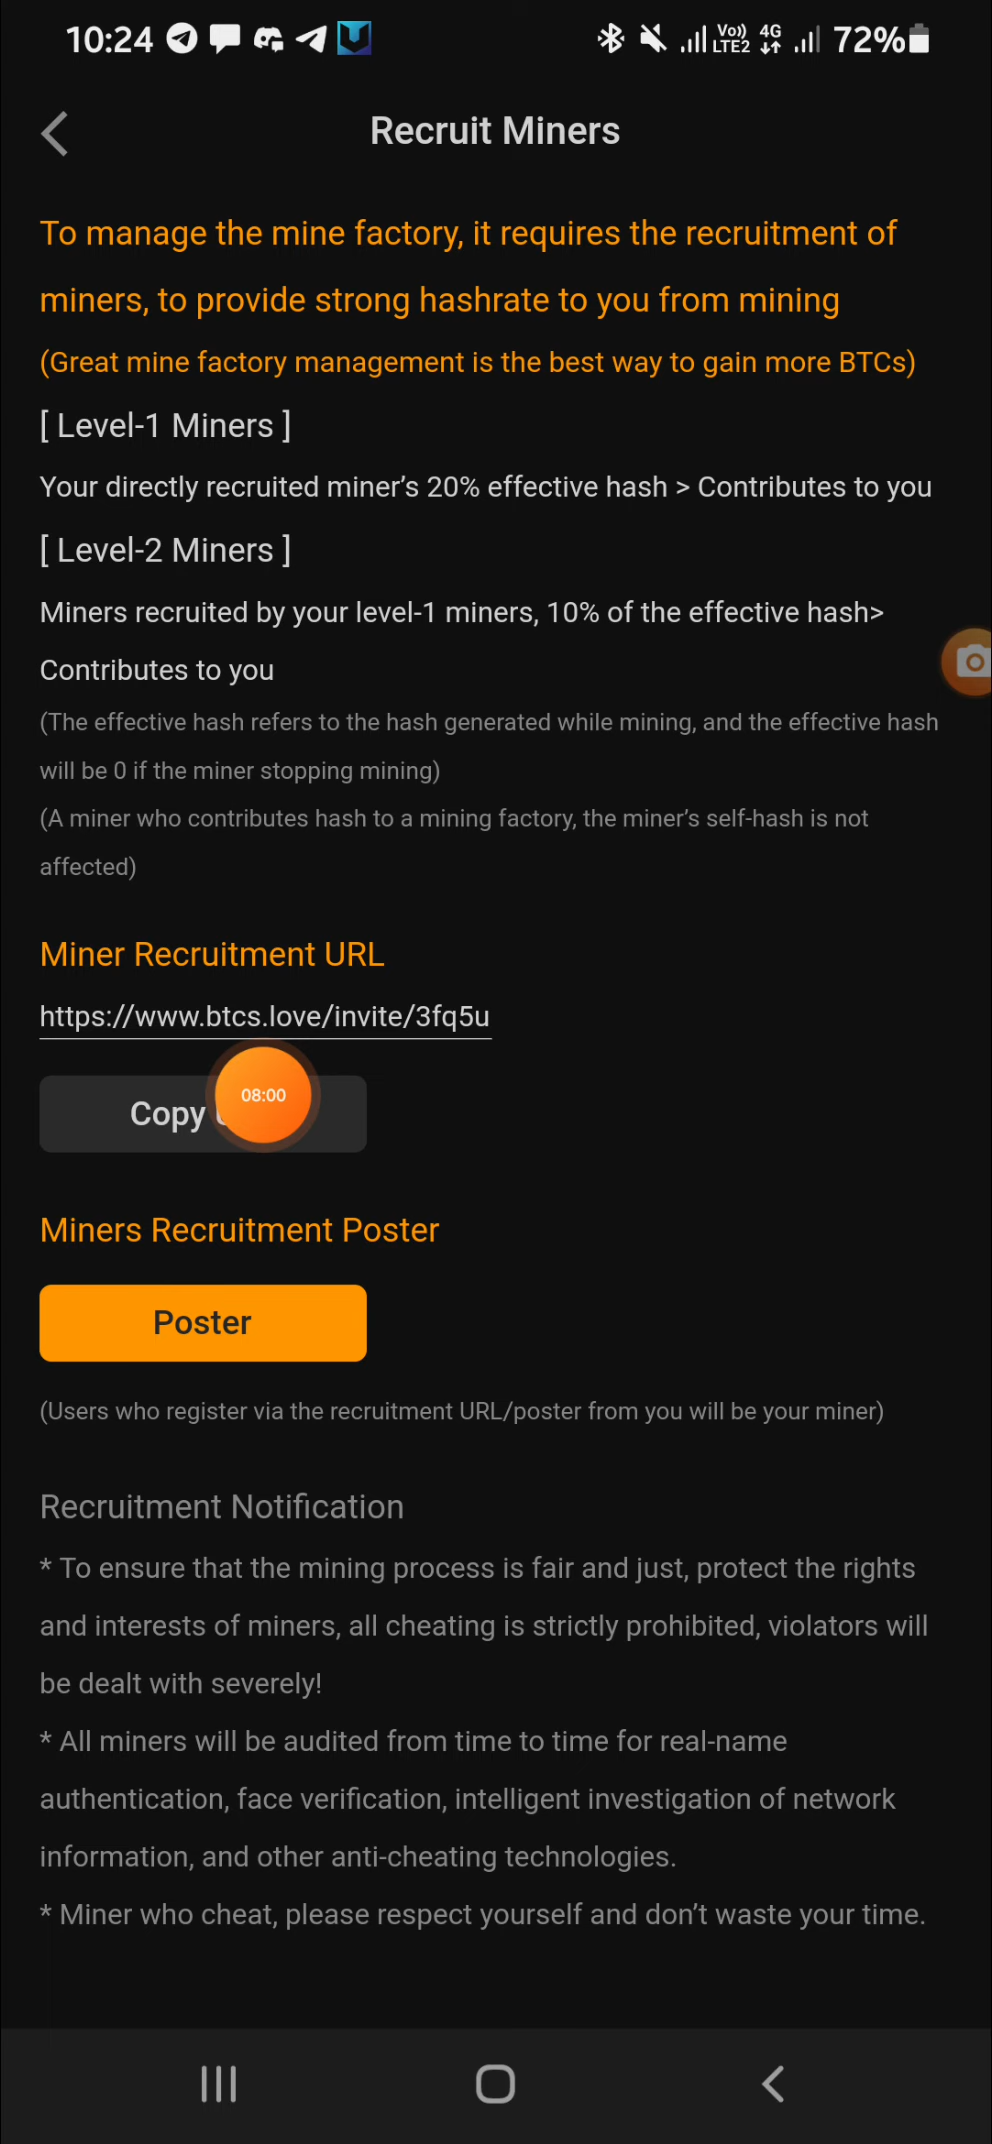 10:24
Vo)) LTE2 4G 72%
Recruit Miners
To manage the mine factory, it requires the recruitment of
miners, to provide strong hashrate to you from mining
(Great mine factory management is the best way to gain more BTCs)
[ Level-1 Miners ]
Your directly recruited miner’s 20% effective hash > Contributes to you
[ Level-2 Miners ]
Miners recruited by your level-1 miners, 10% of the effective hash>
Contributes to you
(The effective hash refers to the hash generated while mining, and the effective hash
will be 0 if the miner stopping mining)
(A miner who contributes hash to a mining factory, the miner’s self-hash is not
affected)
Miner Recruitment URL
https://www.btcs.love/invite/3fq5u
Copy
08:00
Miners Recruitment Poster
Poster
(Users who register via the recruitment URL/poster from you will be your miner)
Recruitment Notification
* To ensure that the mining process is fair and just, protect the rights
and interests of miners, all cheating is strictly prohibited, violators will
be dealt with severely!
* All miners will be audited from time to time for real-name
authentication, face verification, intelligent investigation of network
information, and other anti-cheating technologies.
* Miner who cheat, please respect yourself and don’t waste your time.